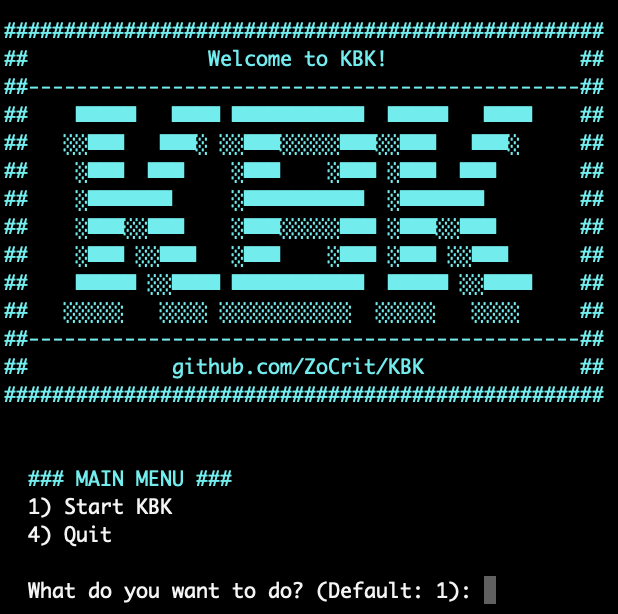 ##################################################
## Welcome to KBK! ##
##----------------------------------------------##
KBK
##----------------------------------------------##
## github.com/ZoCrit/KBK ##
##################################################
### MAIN MENU ###
1) Start KBK
4) Quit
What do you want to do? (Default: 1):